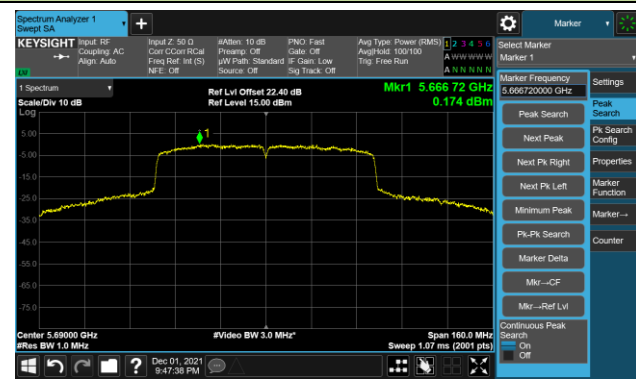 Spectrum Analyzer 1
Swept SA
Marker
KEYSIGHT
Input: RF
Coupling: AC
Align: Auto
Input Z: 50 Ω
Corr CCorr RCal
Freq Ref: Int (S)
NFE: Off
#Atten: 10 dB
Preamp: Off
µW Path: Standard
Source: Off
PNO: Fast
Gate: Off
IF Gain: Low
Sig Track: Off
Avg Type: Power (RMS)
Avg|Hold: 100/100
Trig: Free Run
1 2 3 4 5 6
A W W W W W
A N N N N N
Select Marker
Marker 1
1 Spectrum
Scale/Div 10 dB
Log
Ref Lvl Offset 22.40 dB
Ref Level 15.00 dBm
Mkr1 5.666 72 GHz
0.174 dBm
5.00
-5.00
-15.0
-25.0
-35.0
-45.0
-55.0
-65.0
-75.0
1
Center 5.69000 GHz
#Res BW 1.0 MHz
#Video BW 3.0 MHz*
Span 160.0 MHz
Sweep 1.07 ms (2001 pts)
Marker Frequency
5.666720000 GHz
Peak Search
Next Peak
Next Pk Right
Next Pk Left
Minimum Peak
Pk-Pk Search
Marker Delta
Mkr→CF
Mkr→Ref Lvl
Continuous Peak
Search
On
Off
Settings
Peak
Search
Pk Search
Config
Properties
Marker
Function
Marker→
Counter
Dec 01, 2021
9:47:38 PM